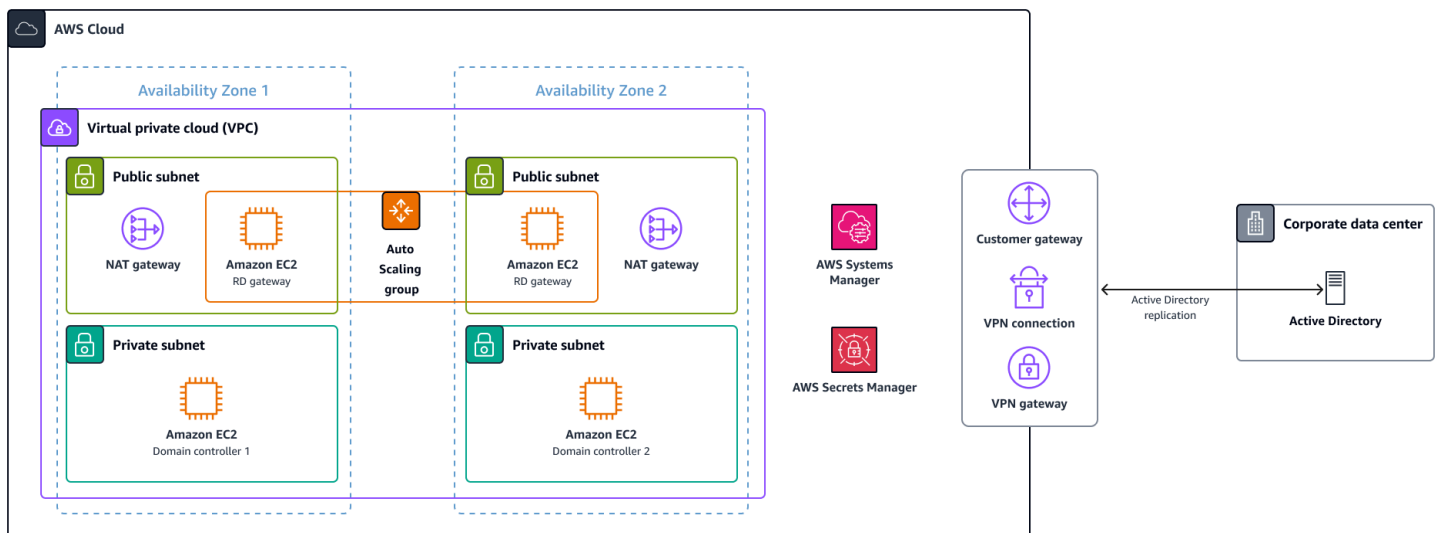 AWS Cloud
Availability Zone 1
Availability Zone 2
Virtual private cloud (VPC)
Public subnet
NAT gateway
Amazon EC2
RD gateway
Auto
Scaling
group
Public subnet
Amazon EC2
RD gateway
NAT gateway
Private subnet
Amazon EC2
Domain controller 1
Private subnet
Amazon EC2
Domain controller 2
AWS Systems
Manager
AWS Secrets Manager
Customer gateway
VPN connection
VPN gateway
Active Directory
replication
Corporate data center
Active Directory